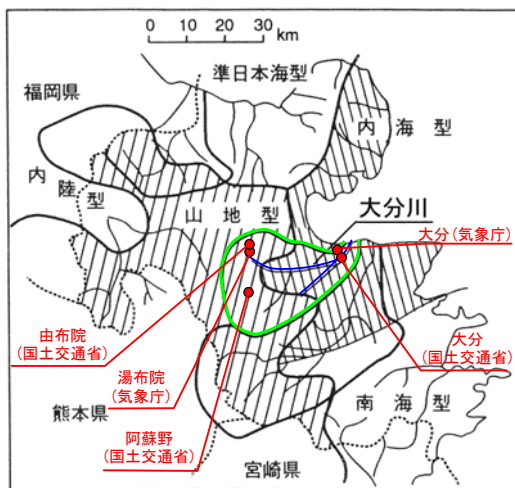 0 10 20 30
km
準日本海型
福岡県
内海型
内陸型
山地型
大分川
大分(気象庁)
由布院
(国土交通省)
湯布院
(気象庁)
大分
(国土交通省)
熊本県
阿蘇野
(国土交通省)
南海型
宮崎県